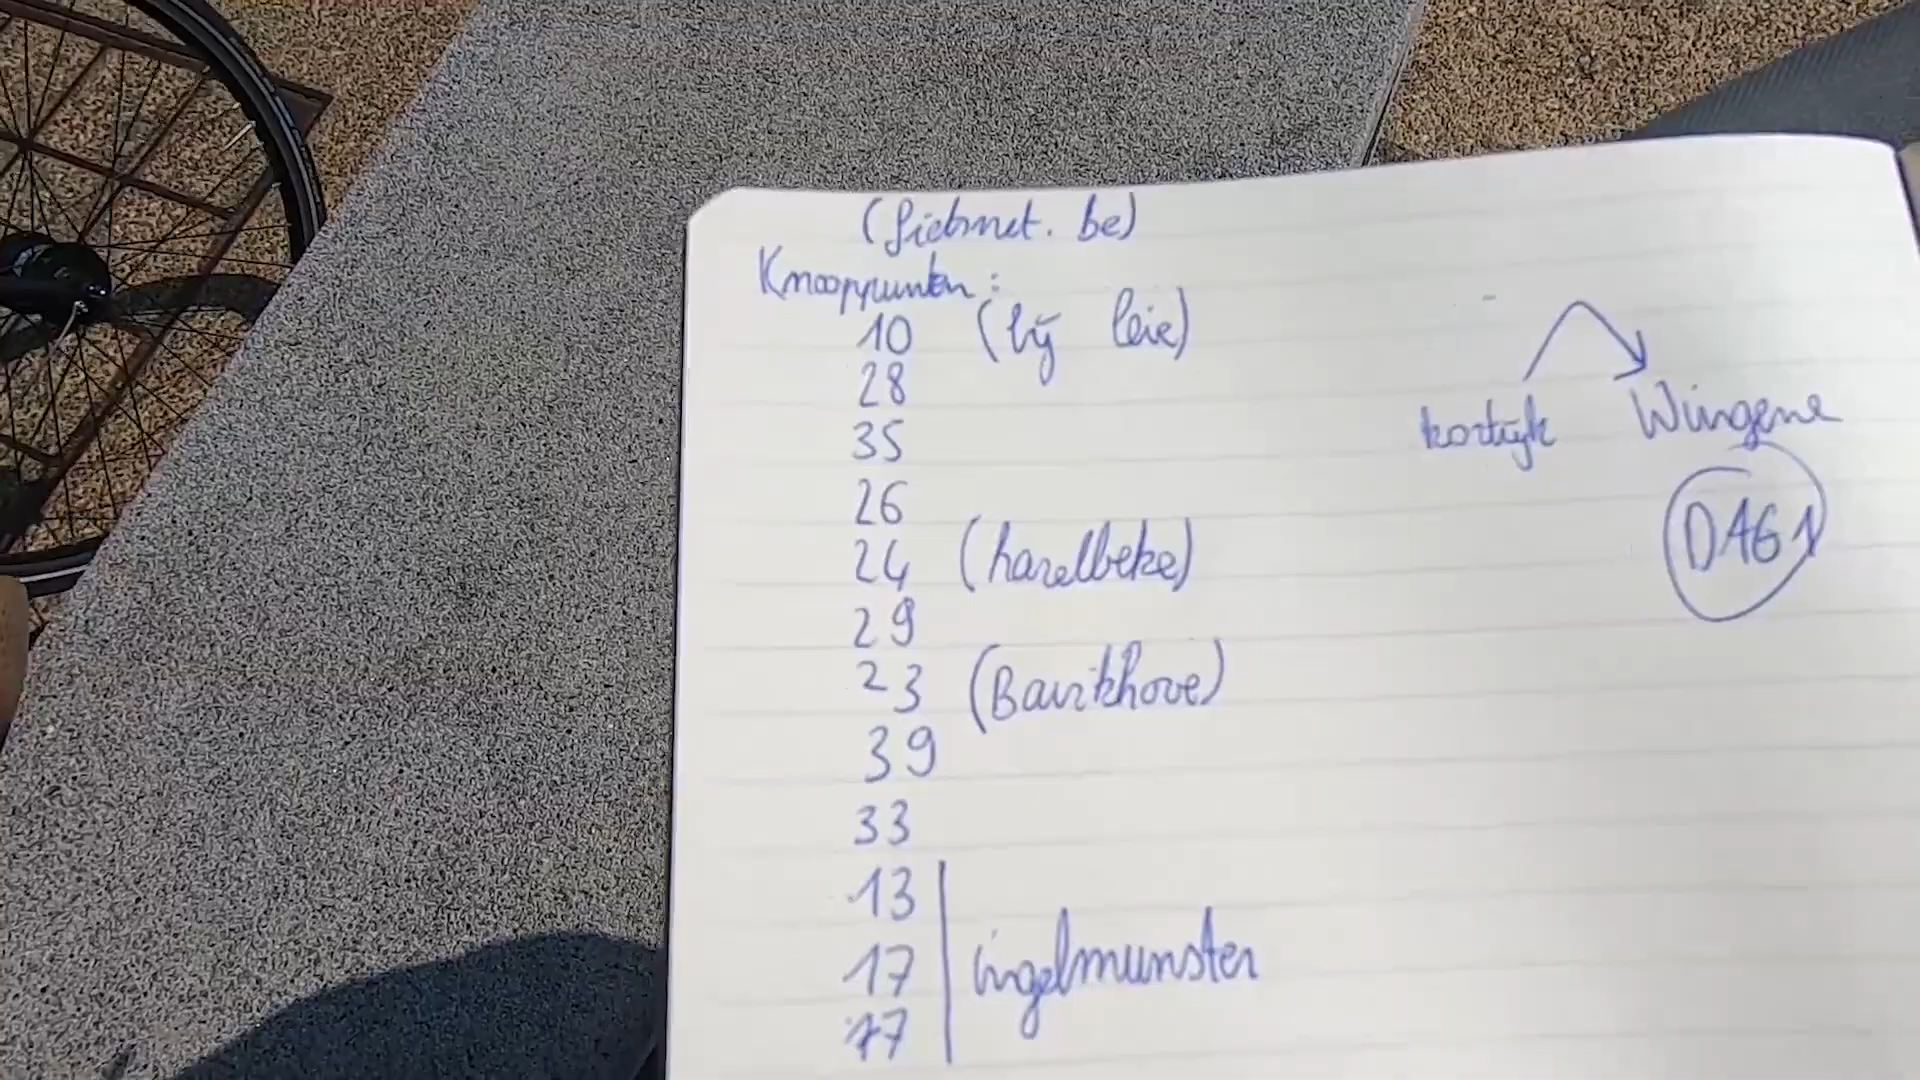 (fietsnet.be)
Knooppunten:
10 (bij leie)
28
35
26
24 (harelbeke)
29
23 (Bavikhove)
39
33
13
17 ingelmunster
77
kortrijk Wingene
DAG 1